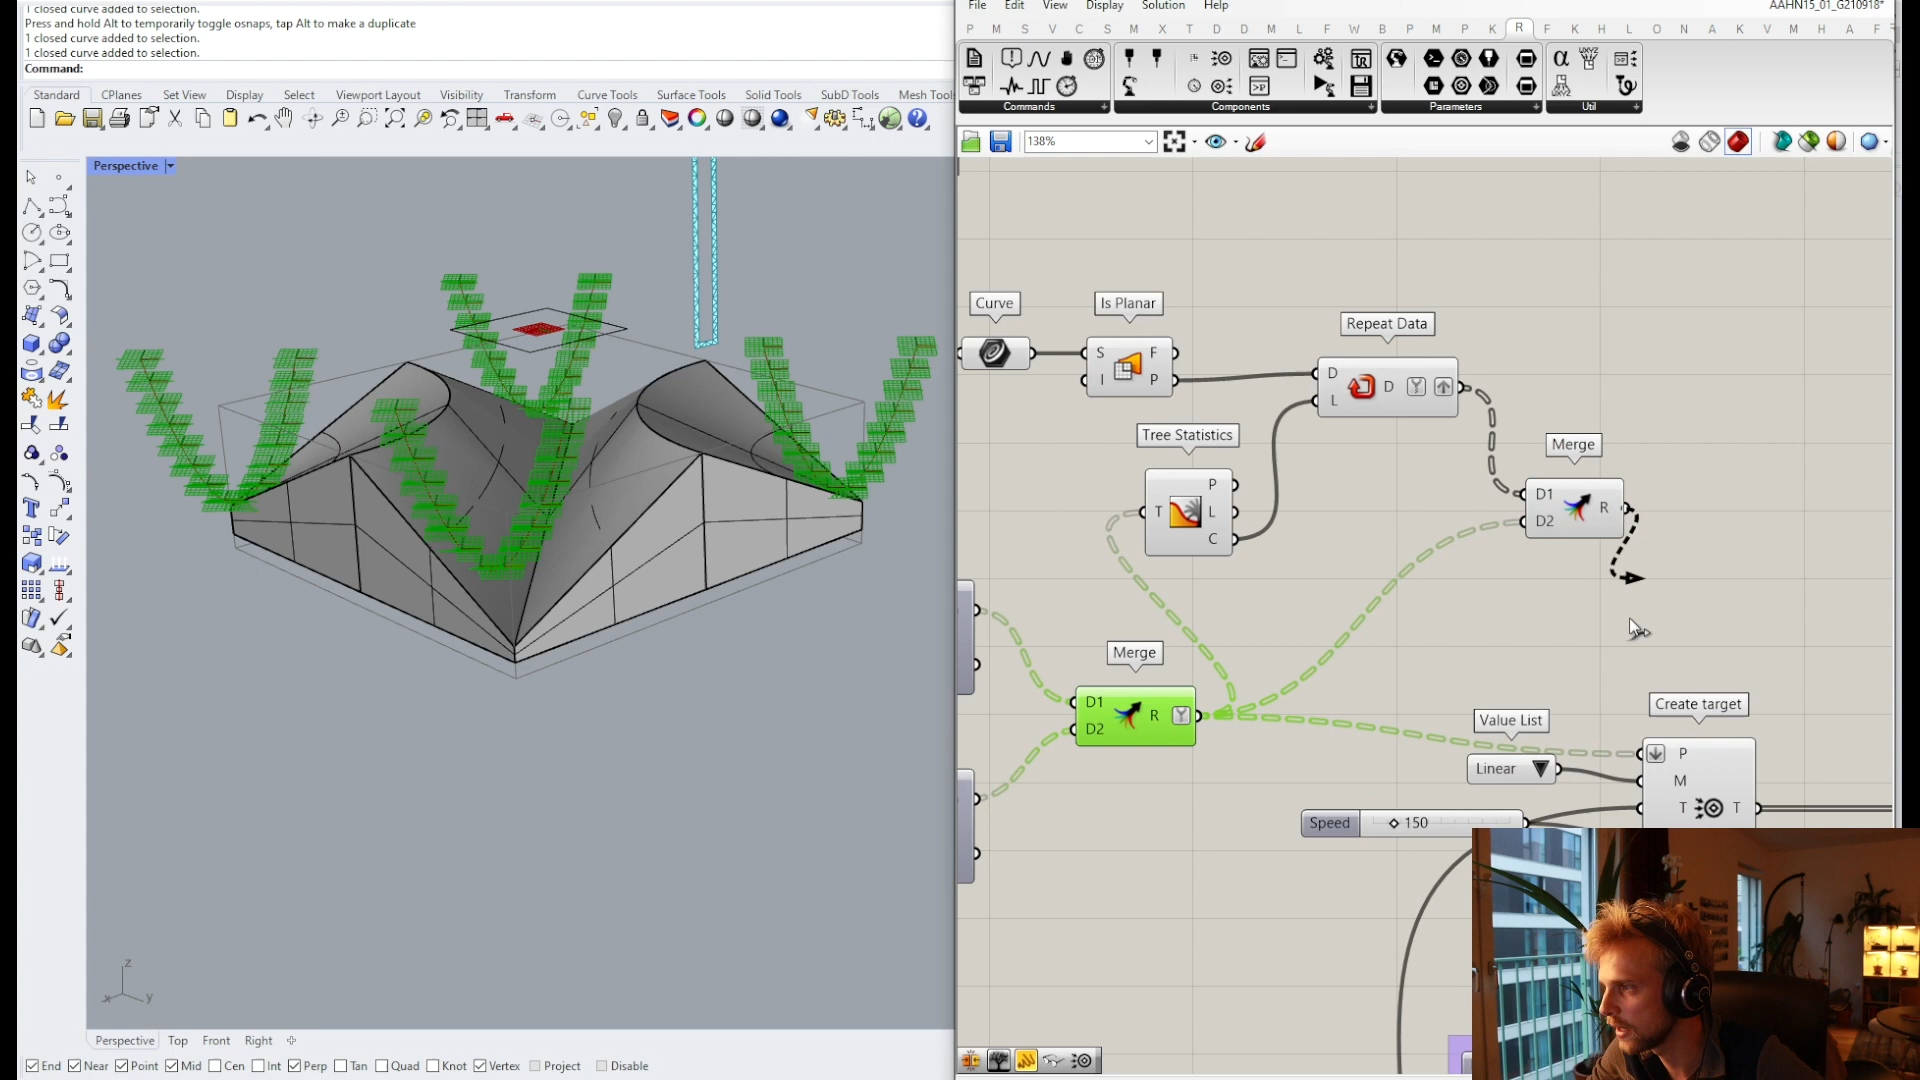 1 closed curve added to selection.
Press and hold Alt to temporarily toggle osnaps, tap Alt to make a duplicate
1 closed curve added to selection.
1 closed curve added to selection.
Command:
Standard CPlanes Set View Display Select Viewport Layout Visibility Transform Curve Tools Surface Tools Solid Tools SubD Tools Mesh Tool
Perspective
z
x y
Perspective Top Front Right
End Near Point Mid Cen Int Perp Tan Quad Knot Vertex Project Disable
File Edit View Display Solution Help
AAHN15_01_G210918*
P M S V C S M X T D D M L F W B P M P K R F K H L O N A K V M H A F
Commands Components Parameters Util
138%
Curve
Is Planar
S F
I P
Repeat Data
D D
L
Tree Statistics
P
T L
C
Merge
D1 R
D2
Merge
D1 R
D2
Value List
Linear
Create target
P
M
T T
Speed 150